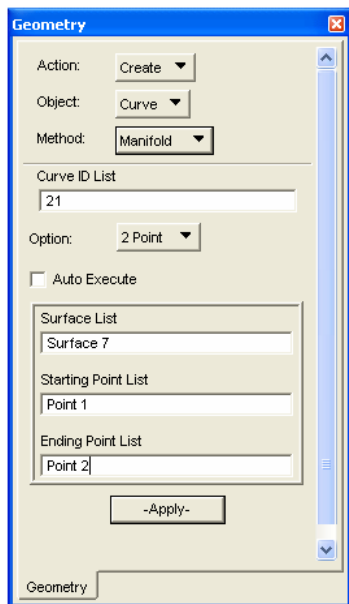 Geometry
Action: Create
Object: Curve
Method: Manifold
Curve ID List
21
Option: 2 Point
Auto Execute
Surface List
Surface 7
Starting Point List
Point 1
Ending Point List
Point 2
-Apply-
Geometry